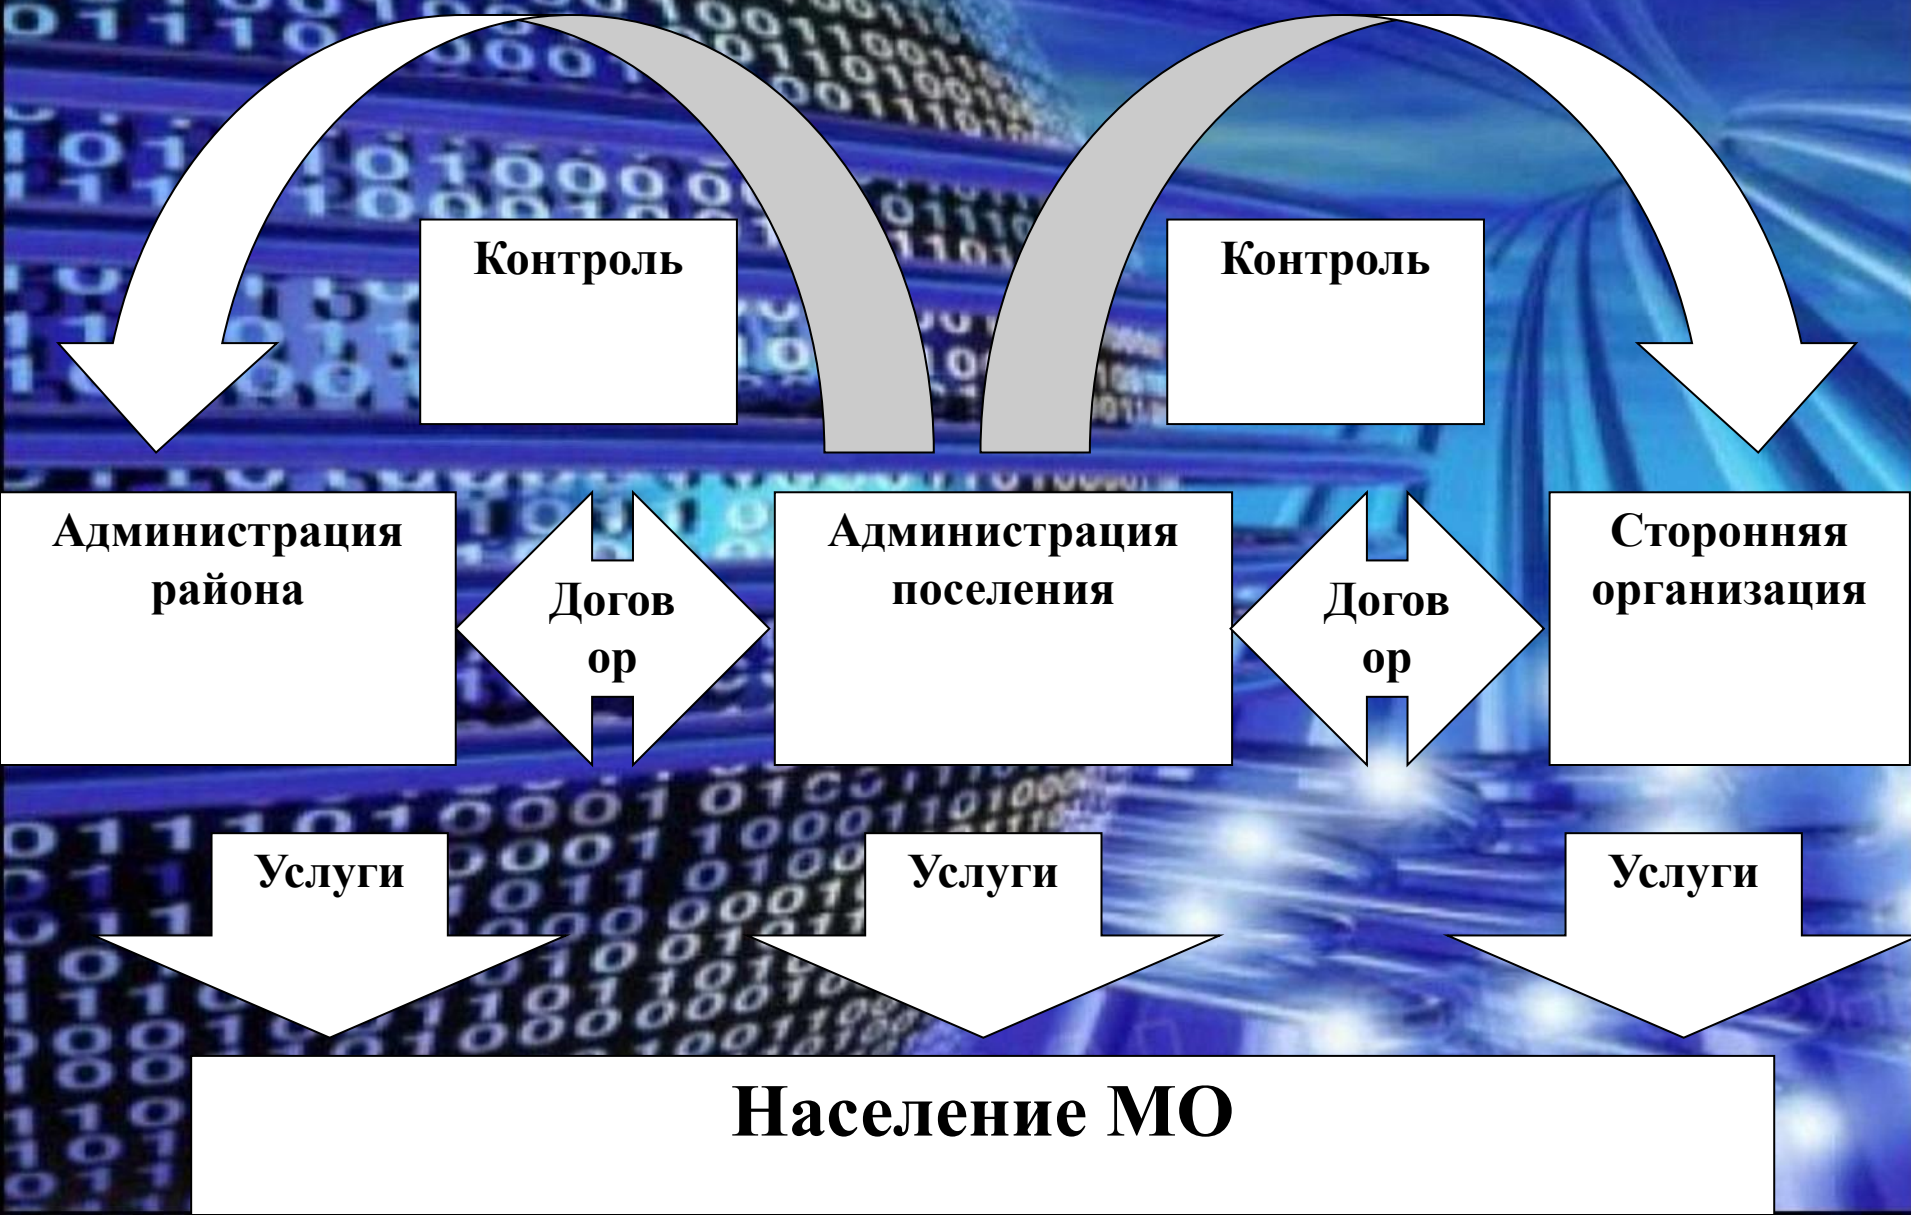 Контроль
Контроль
Администрация
района
Догов
ор
Администрация
поселения
Догов
ор
Сторонняя
организация
Услуги
Услуги
Услуги
Население МО